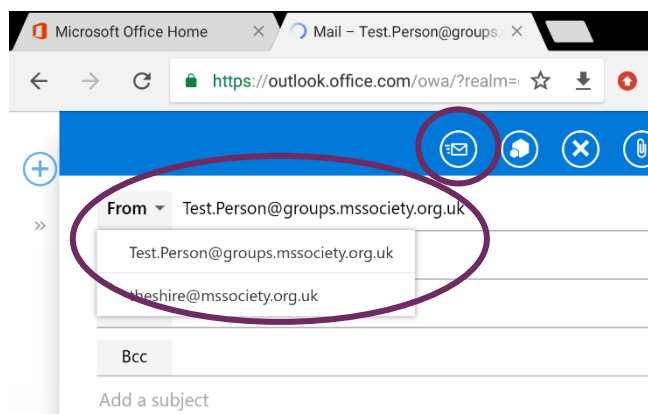 Microsoft Office Home
Mail – Test.Person@groups.
https://outlook.office.com/owa/?realm=
From Test.Person@groups.mssociety.org.uk
Test.Person@groups.mssociety.org.uk
theshire@mssociety.org.uk
Bcc
Add a subject